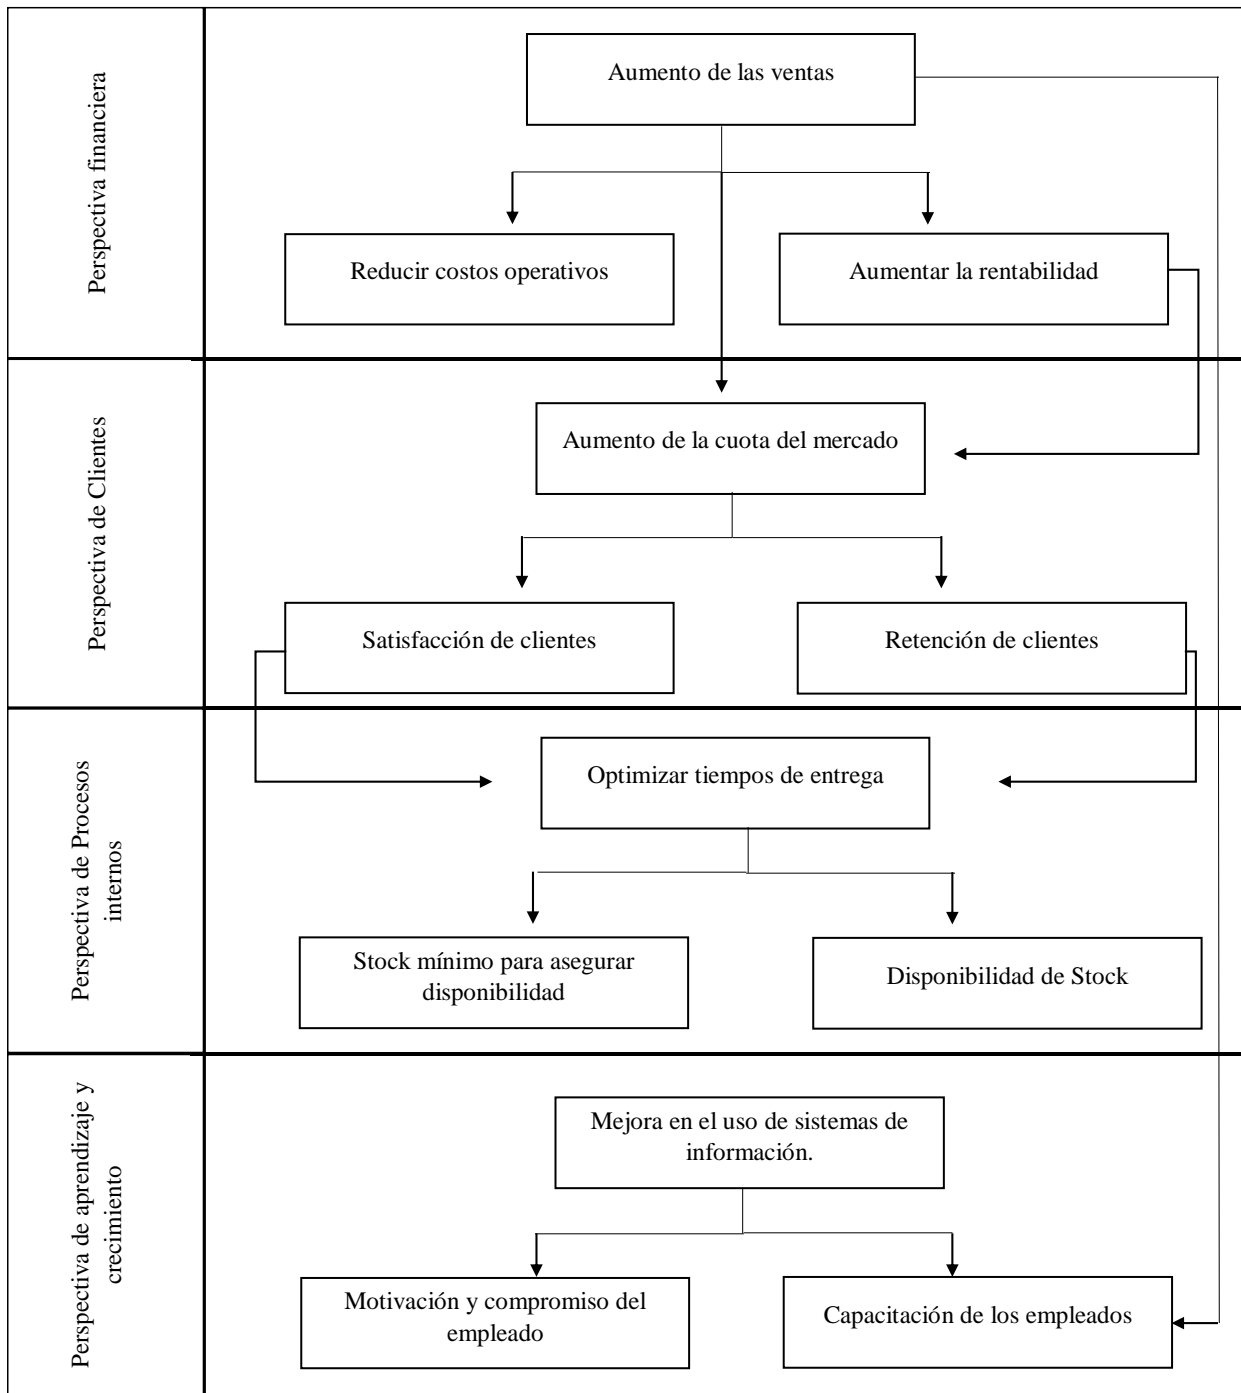 Perspectiva financiera
Aumento de las ventas
Reducir costos operativos
Aumentar la rentabilidad
Perspectiva de Clientes
Aumento de la cuota del mercado
Satisfacción de clientes
Retención de clientes
Perspectiva de Procesos
internos
Optimizar tiempos de entrega
Stock mínimo para asegurar
disponibilidad
Disponibilidad de Stock
Perspectiva de aprendizaje y
crecimiento
Mejora en el uso de sistemas de
información.
Motivación y compromiso del
empleado
Capacitación de los empleados